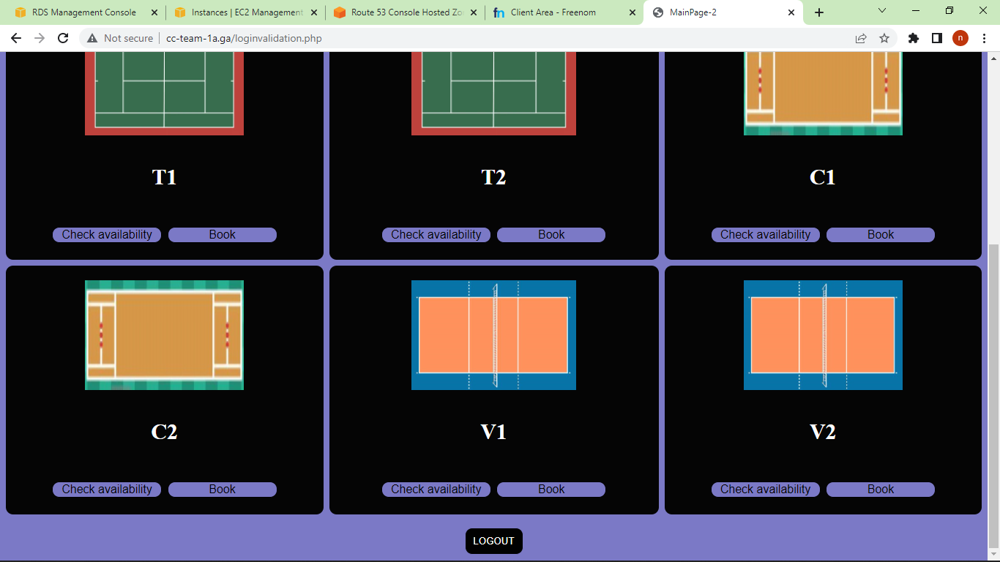 RDS Management Console
Instances | EC2 Management
Route 53 Console Hosted Zo
Client Area - Freenom
MainPage-2
Not secure
cc-team-1a.ga/loginvalidation.php
n
T1
T2
C1
Check availability
Book
Check availability
Book
Check availability
Book
C2
V1
V2
Check availability
Book
Check availability
Book
Check availability
Book
LOGOUT